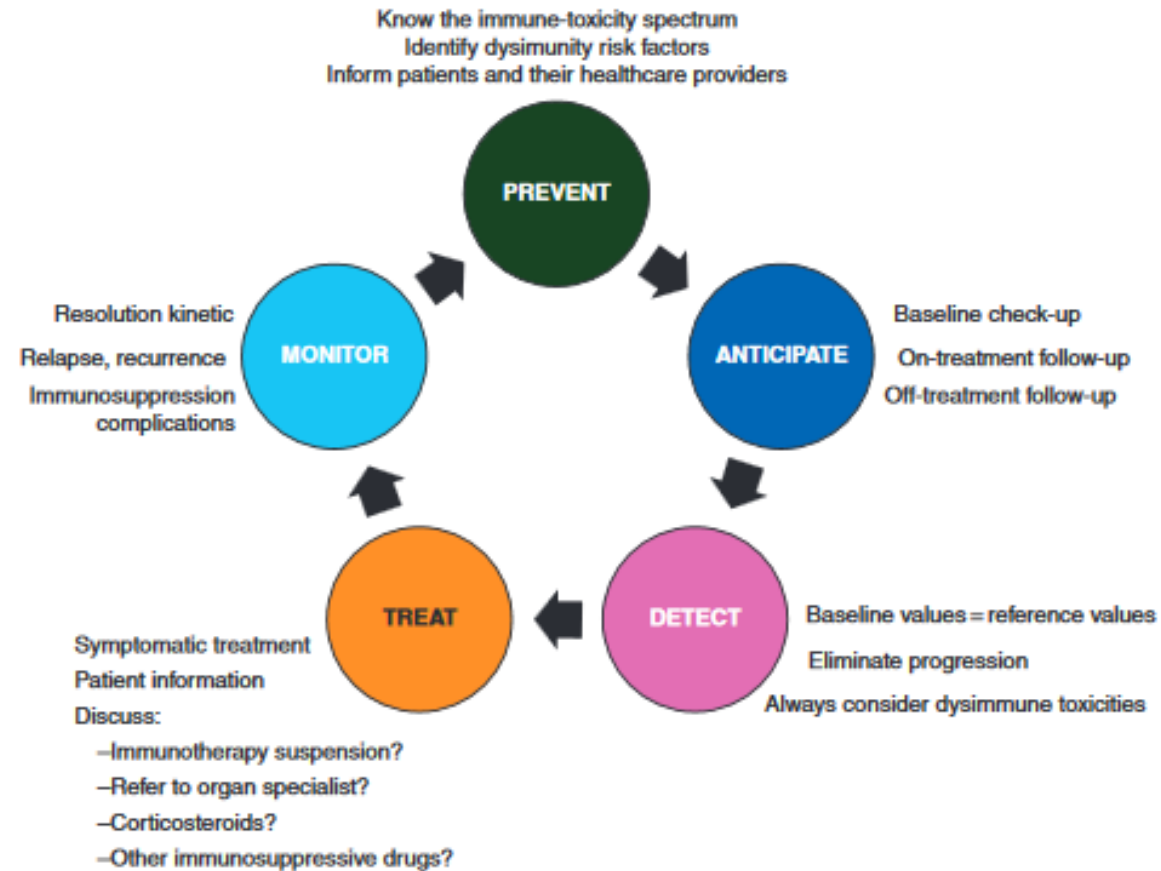 Know the immune-toxicity spectrum
Identify dysimunity risk factors
Inform patients and their healthcare providers
PREVENT
ANTICIPATE
Baseline check-up
On-treatment follow-up
Off-treatment follow-up
DETECT
Baseline values = reference values
Eliminate progression
Always consider dysimmune toxicities
TREAT
Symptomatic treatment
Patient information
Discuss:
–Immunotherapy suspension?
–Refer to organ specialist?
–Corticosteroids?
–Other immunosuppressive drugs?
MONITOR
Resolution kinetic
Relapse, recurrence
Immunosuppression
complications